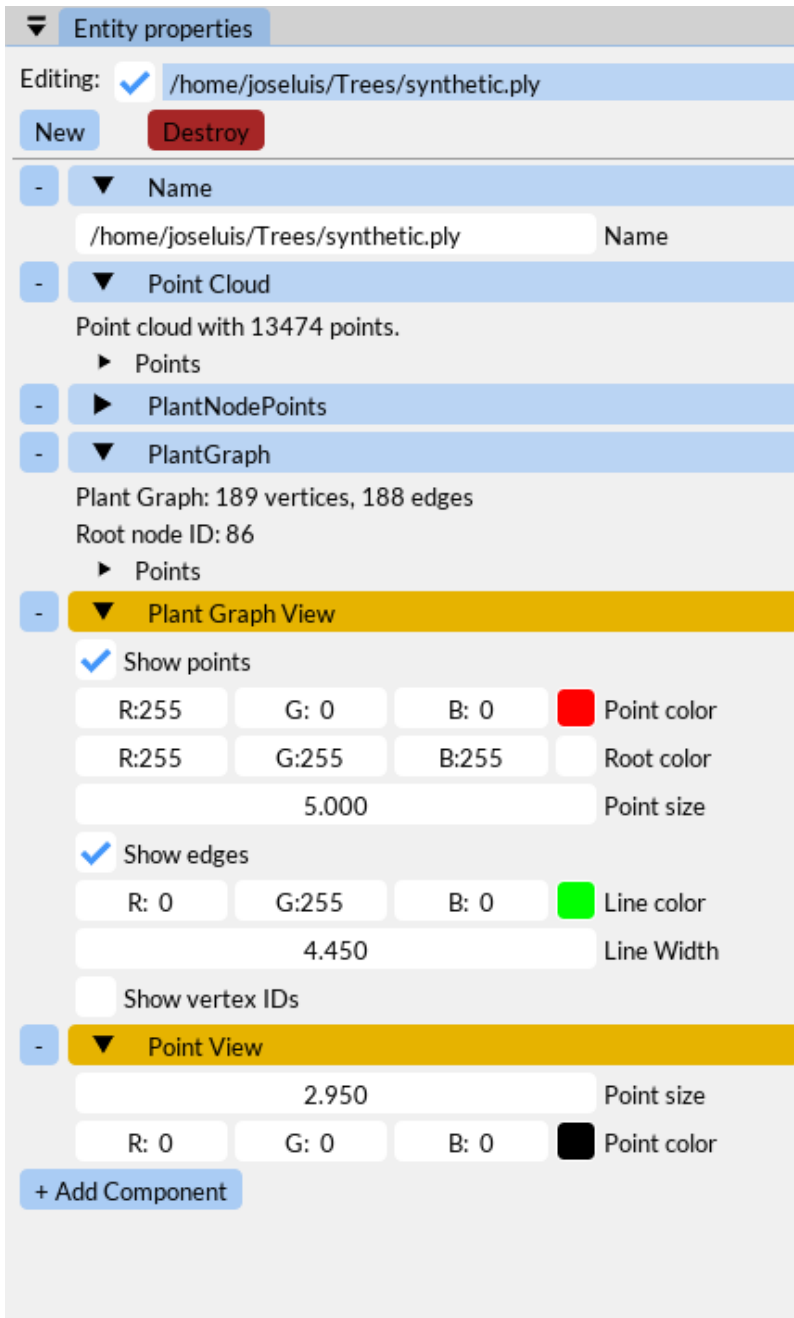 Entity properties
Editing: /home/joseluis/Trees/synthetic.ply
New Destroy
- Name
/home/joseluis/Trees/synthetic.ply Name
- Point Cloud
Point cloud with 13474 points.
Points
- PlantNodePoints
- PlantGraph
Plant Graph: 189 vertices, 188 edges
Root node ID: 86
Points
- Plant Graph View
Show points
R:255 G: 0 B: 0 Point color
R:255 G:255 B:255 Root color
5.000 Point size
Show edges
R: 0 G:255 B: 0 Line color
4.450 Line Width
Show vertex IDs
- Point View
2.950 Point size
R: 0 G: 0 B: 0 Point color
+ Add Component